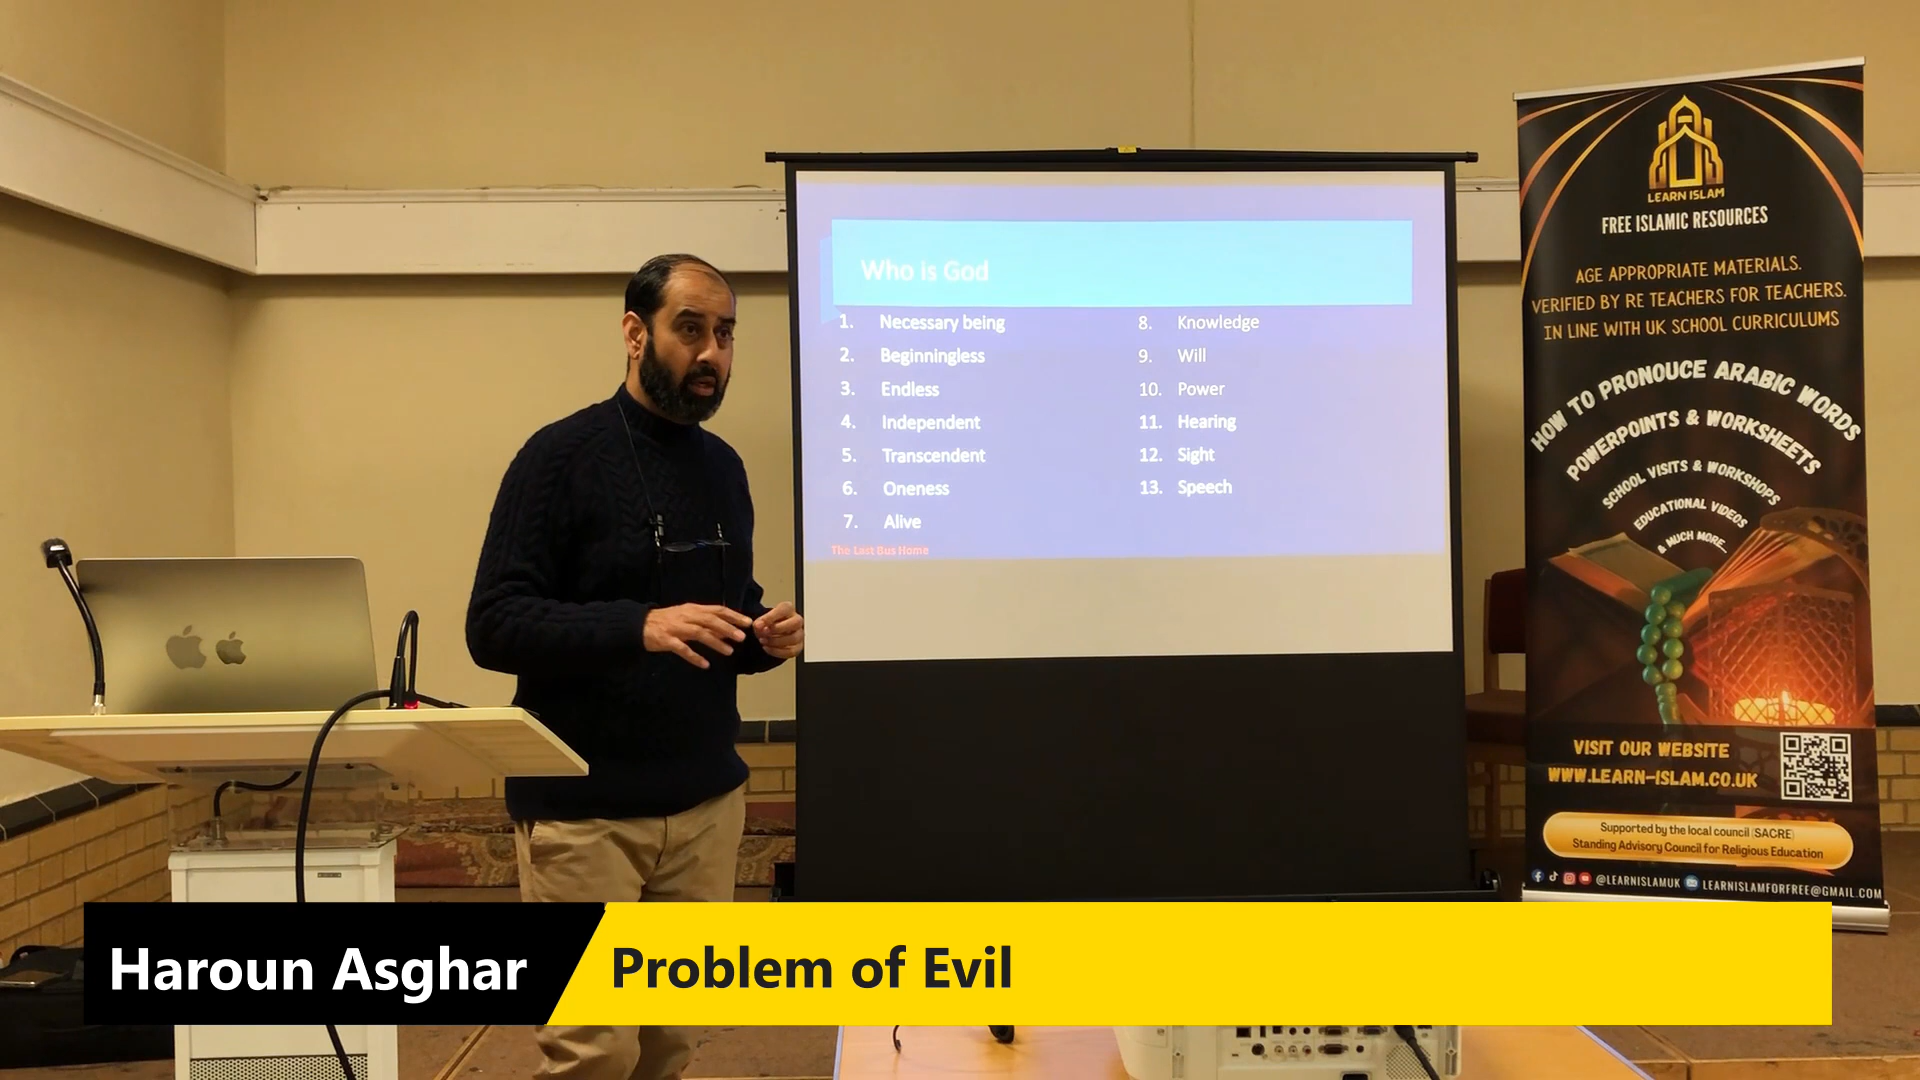 Who is God
1. Necessary being
2. Beginningless
3. Endless
4. Independent
5. Transcendent
6. Oneness
7. Alive
8. Knowledge
9. Will
10. Power
11. Hearing
12. Sight
13. Speech
The Last Bus Home
LEARN ISLAM
FREE ISLAMIC RESOURCES
AGE APPROPRIATE MATERIALS.
VERIFIED BY RE TEACHERS FOR TEACHERS.
IN LINE WITH UK SCHOOL CURRICULUMS
HOW TO PRONOUCE ARABIC WORDS
POWERPOINTS & WORKSHEETS
SCHOOL VISITS & WORKSHOPS
EDUCATIONAL VIDEOS
& MUCH MORE...
VISIT OUR WEBSITE
WWW.LEARN-ISLAM.CO.UK
Supported by the local council (SACRE)
Standing Advisory Council for Religious Education
@LEARNISLAMUK LEARNISLAMFORFREE@GMAIL.COM
Haroun Asghar
Problem of Evil